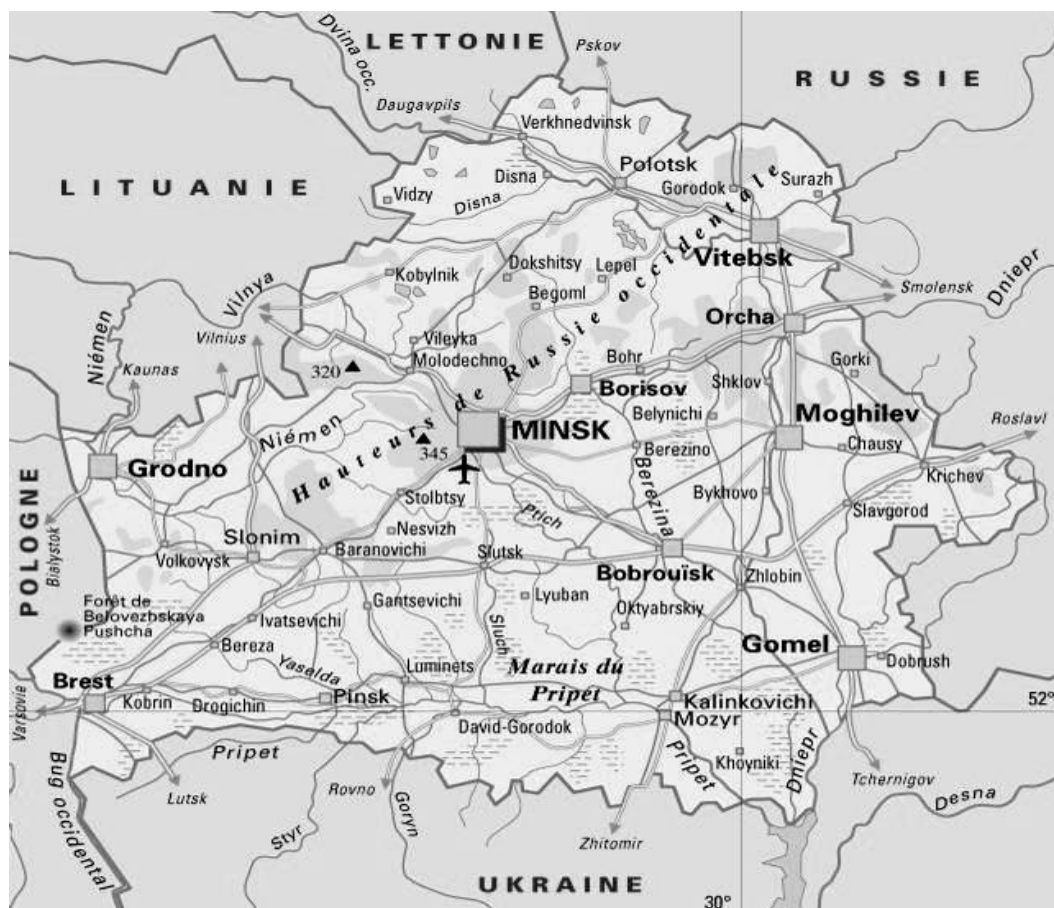 LETTONIE
Dvina occ.
Pskov
RUSSIE
Daugavpils
Verkhnedvinsk
Polotsk
LITUANIE
Disna
Gorodok
Surazh
Vidzy
Disna
Vitebsk
Kobylnik
Dokshitsy
Lepel
Begoml
Smolensk
Dniepr
Vilnya
Orcha
Niémen
Vilnius
Vileyka
Molodechno
Bohr
Gorki
320
Kaunas
Borisov
Shklov
Hauteurs de Russie occidentale
Belynichi
Moghilev
Roslavl
Niémen
MINSK
345
Berezino
Chausy
Grodno
Krichev
Berezina
Bykhovo
Stolbtsy
Ptich
Slavgorod
POLOGNE
Bialystok
Nesvizh
Slonim
Volkovysk
Baranovichi
Slutsk
Bobrouïsk
Zhlobin
Forêt de
Belovezhskaya
Pushcha
Gantsevichi
Lyuban
Oktyabrskiy
Ivatsevichi
Sluch
Bereza
Gomel
Dobrush
Yaselda
Luminets
Marais du
Pripet
Brest
Kobrin
Drogichin
Pinsk
Kalinkovichi
52°
Varsovie
David-Gorodok
Mozyr
Pripet
Khoyniki
Pripet
Dniepr
Tchernigov
Bug occidental
Lutsk
Rovno
Goryn
Desna
Styr
Zhitomir
UKRAINE
30°